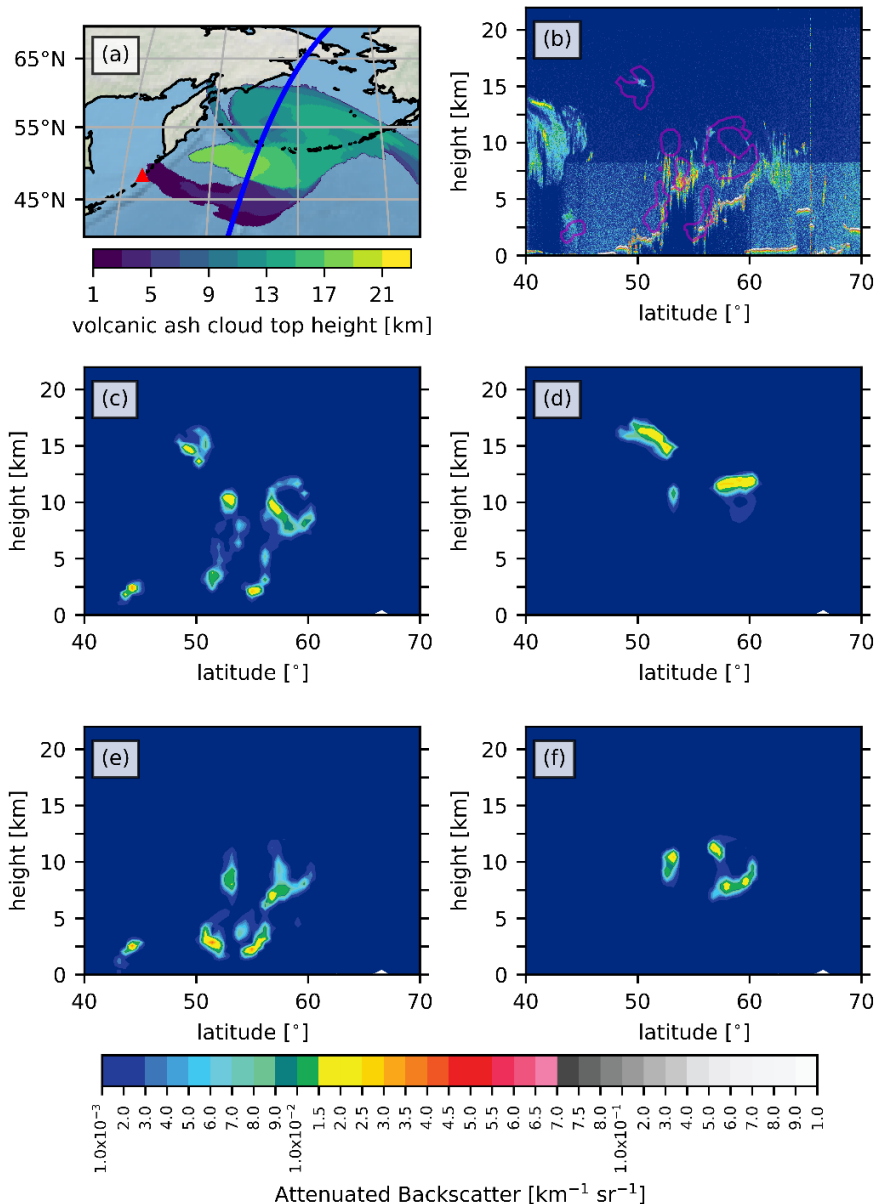 (a)
65°N
55°N
45°N
1 5 9 13 17 21
volcanic ash cloud top height [km]
(b)
20
15
10
5
0
height [km]
40 50 60 70
latitude [°]
(c)
20
15
10
5
0
height [km]
40 50 60 70
latitude [°]
(d)
20
15
10
5
0
height [km]
40 50 60 70
latitude [°]
(e)
20
15
10
5
0
height [km]
40 50 60 70
latitude [°]
(f)
20
15
10
5
0
height [km]
40 50 60 70
latitude [°]
1.0x10⁻³ 2.0 3.0 4.0 5.0 6.0 7.0 8.0 9.0 1.0x10⁻² 1.5 2.0 2.5 3.0 3.5 4.0 4.5 5.0 5.5 6.0 6.5 7.0 7.5 8.0 1.0x10⁻¹ 2.0 3.0 4.0 5.0 6.0 7.0 8.0 9.0 1.0
Attenuated Backscatter [km⁻¹ sr⁻¹]